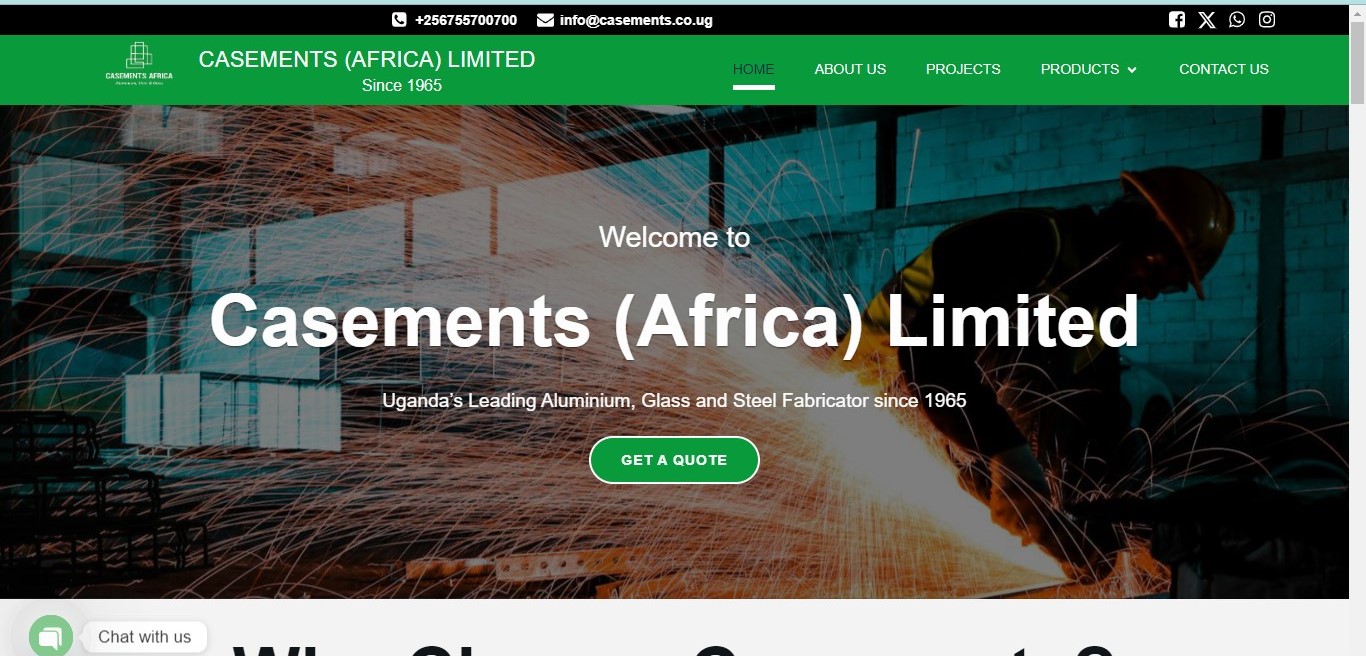 +256755700700 info@casements.co.ug
CASEMENTS AFRICA
CASEMENTS (AFRICA) LIMITED
Since 1965
HOME ABOUT US PROJECTS PRODUCTS CONTACT US
Welcome to
Casements (Africa) Limited
Uganda’s Leading Aluminium, Glass and Steel Fabricator since 1965
GET A QUOTE
Chat with us